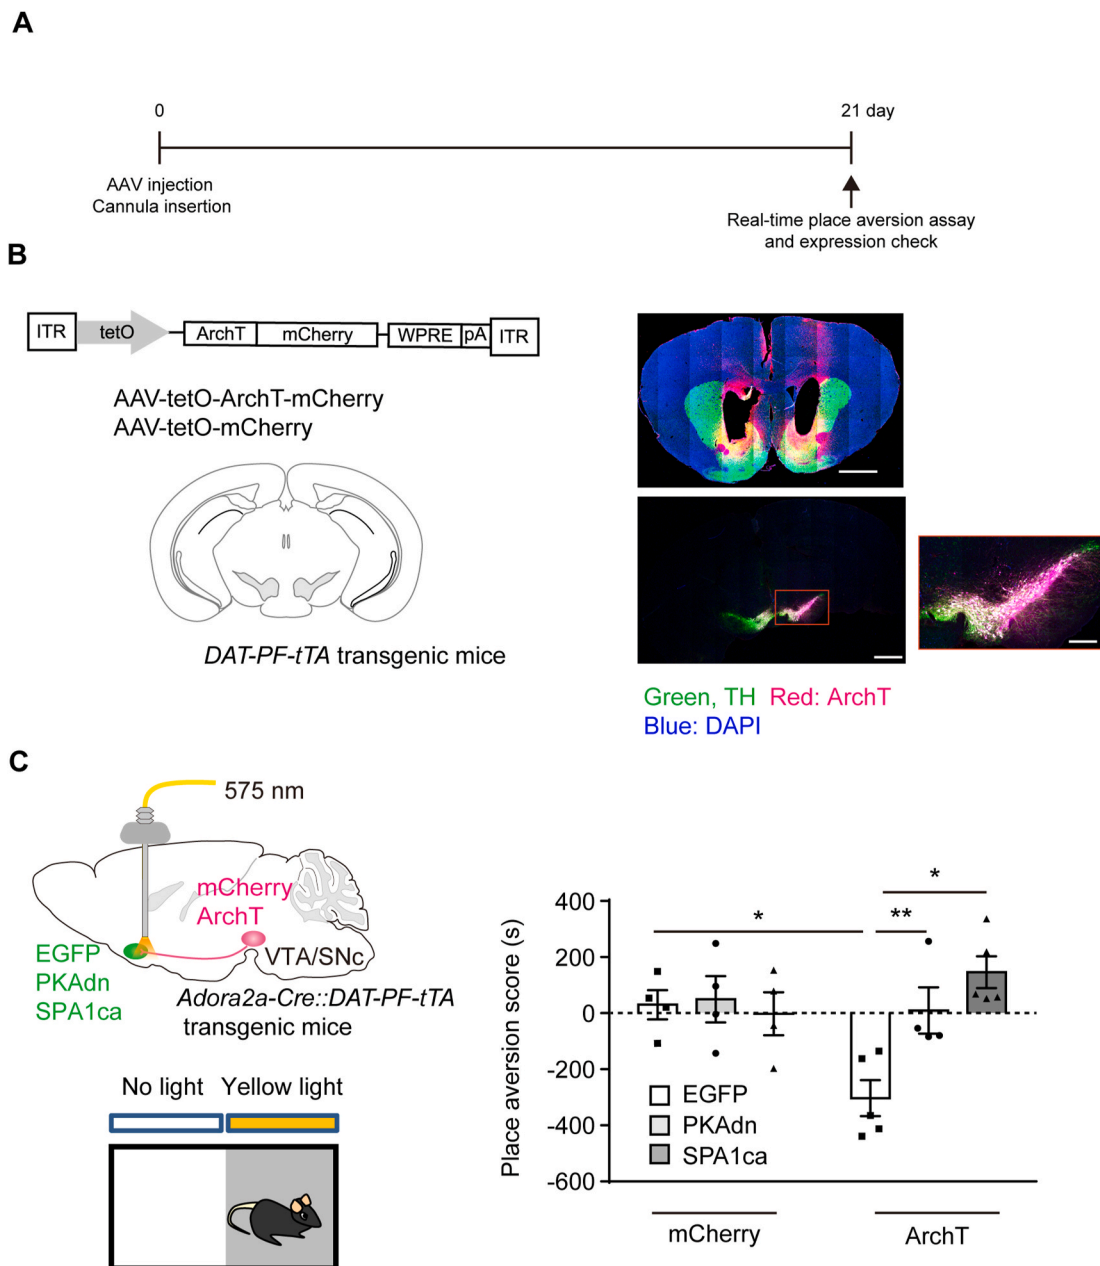 A
0
21 day
AAV injection
Cannula insertion
Real-time place aversion assay
and expression check
B
ITR
tetO
ArchT
mCherry
WPRE
pA
ITR
AAV-tetO-ArchT-mCherry
AAV-tetO-mCherry
DAT-PF-tTA transgenic mice
Green, TH Red: ArchT
Blue: DAPI
C
575 nm
mCherry
ArchT
EGFP
PKAdn
SPA1ca
VTA/SNc
Adora2a-Cre::DAT-PF-tTA
transgenic mice
No light
Yellow light
Place aversion score (s)
400
200
0
-200
-400
-600
*
**
*
EGFP
PKAdn
SPA1ca
mCherry
ArchT